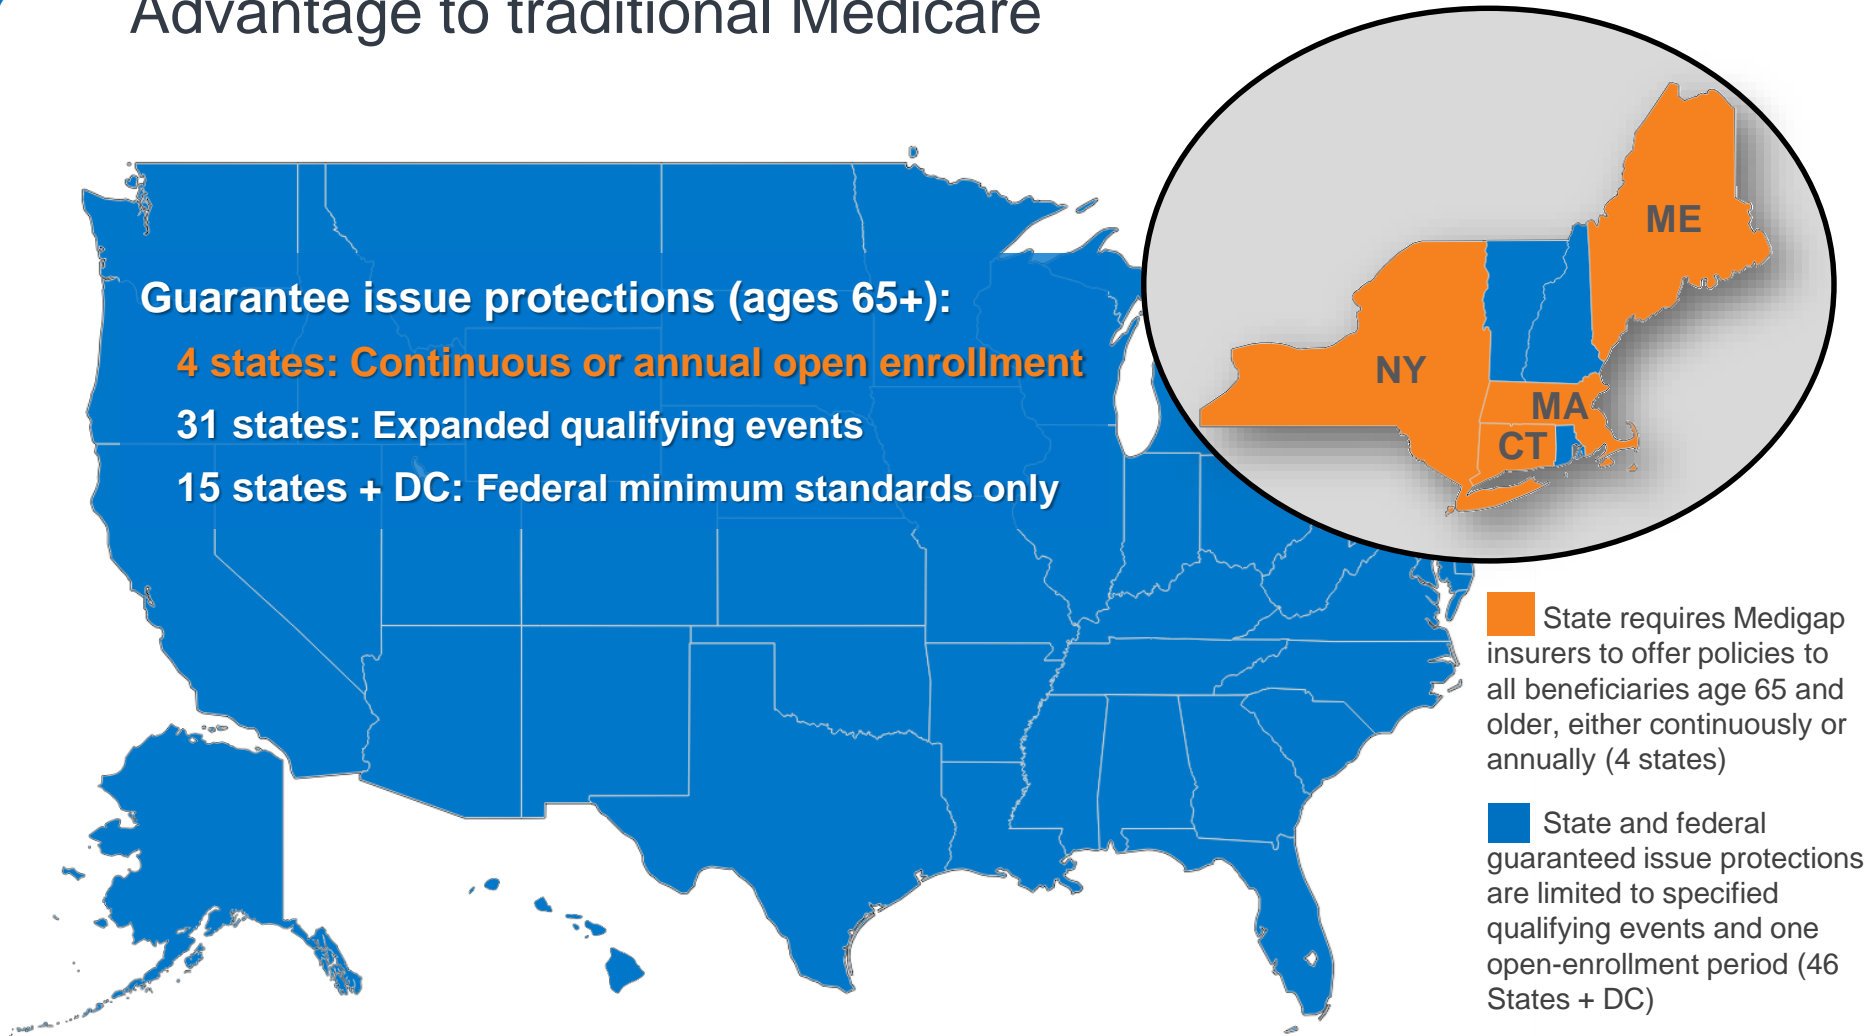 Advantage to traditional Medicare
Guarantee issue protections (ages 65+):
4 states: Continuous or annual open enrollment
31 states: Expanded qualifying events
15 states + DC: Federal minimum standards only
ME
NY
MA
CT
State requires Medigap
insurers to offer policies to
all beneficiaries age 65 and
older, either continuously or
annually (4 states)
State and federal
guaranteed issue protections
are limited to specified
qualifying events and one
open-enrollment period (46
States + DC)